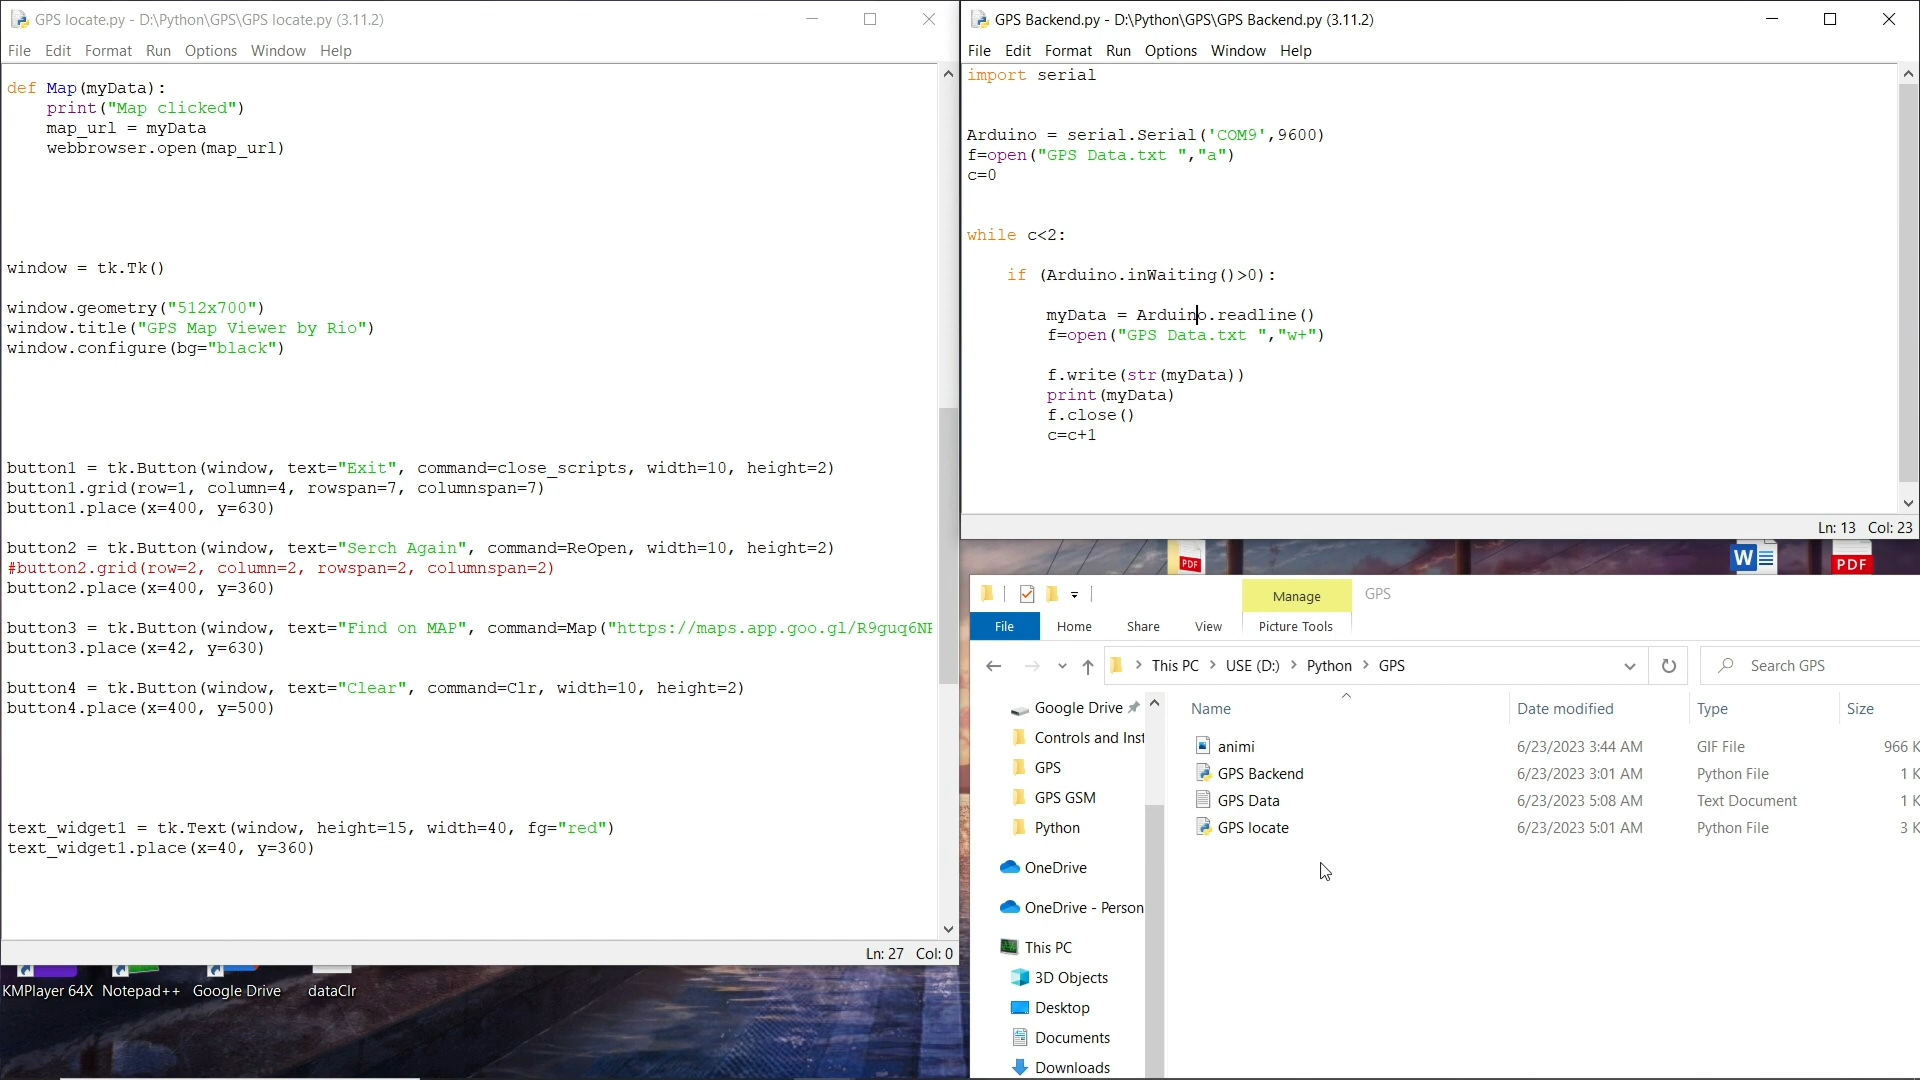 GPS locate.py - D:\Python\GPS\GPS locate.py (3.11.2)
File Edit Format Run Options Window Help
def Map(myData):
    print("Map clicked")
    map_url = myData
    webbrowser.open(map_url)
window = tk.Tk()
window.geometry("512x700")
window.title("GPS Map Viewer by Rio")
window.configure(bg="black")
button1 = tk.Button(window, text="Exit", command=close_scripts, width=10, height=2)
button1.grid(row=1, column=4, rowspan=7, columnspan=7)
button1.place(x=400, y=630)
button2 = tk.Button(window, text="Serch Again", command=ReOpen, width=10, height=2)
#button2.grid(row=2, column=2, rowspan=2, columnspan=2)
button2.place(x=400, y=360)
button3 = tk.Button(window, text="Find on MAP", command=Map("https://maps.app.goo.gl/R9guq6N
button3.place(x=42, y=630)
button4 = tk.Button(window, text="Clear", command=Clr, width=10, height=2)
button4.place(x=400, y=500)
text_widget1 = tk.Text(window, height=15, width=40, fg="red")
text_widget1.place(x=40, y=360)
Ln: 27 Col: 0
KMPlayer 64X Notepad++ Google Drive dataClr
GPS Backend.py - D:\Python\GPS\GPS Backend.py (3.11.2)
File Edit Format Run Options Window Help
import serial
Arduino = serial.Serial('COM9',9600)
f=open("GPS Data.txt ","a")
c=0
while c<2:
    if (Arduino.inWaiting()>0):
        myData = Arduino.readline()
        f=open("GPS Data.txt ","w+")
        f.write(str(myData))
        print(myData)
        f.close()
        c=c+1
Ln: 13 Col: 23
PDF W PDF
Manage GPS
File Home Share View Picture Tools
This PC > USE (D:) > Python > GPS Search GPS
Name Date modified Type Size
animi 6/23/2023 3:44 AM GIF File 966 K
GPS Backend 6/23/2023 3:01 AM Python File 1 K
GPS Data 6/23/2023 5:08 AM Text Document 1 K
GPS locate 6/23/2023 5:01 AM Python File 3 K
Google Drive
Controls and Inst
GPS
GPS GSM
Python
OneDrive
OneDrive - Person
This PC
3D Objects
Desktop
Documents
Downloads